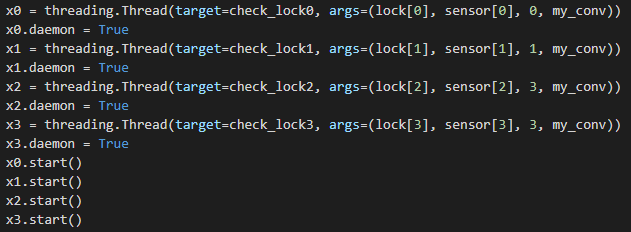 x0 = threading.Thread(target=check_lock0, args=(lock[0], sensor[0], 0, my_conv))
x0.daemon = True
x1 = threading.Thread(target=check_lock1, args=(lock[1], sensor[1], 1, my_conv))
x1.daemon = True
x2 = threading.Thread(target=check_lock2, args=(lock[2], sensor[2], 3, my_conv))
x2.daemon = True
x3 = threading.Thread(target=check_lock3, args=(lock[3], sensor[3], 3, my_conv))
x3.daemon = True
x0.start()
x1.start()
x2.start()
x3.start()